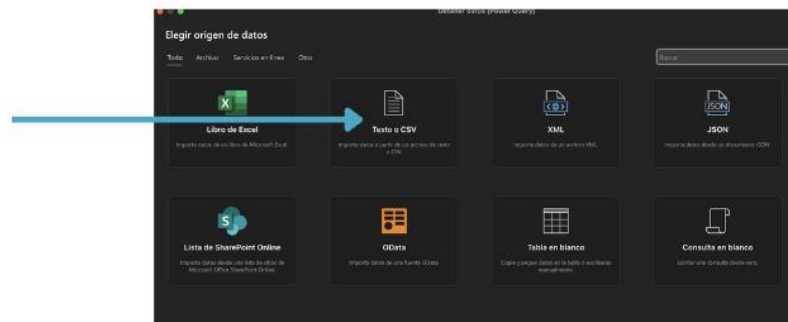 Obtener datos (Power Query)
Elegir origen de datos
Todo Archivo Servicios en línea Otro
Buscar
Libro de Excel
Importa datos de un libro de Microsoft Excel.
Texto o CSV
Importa datos a partir de un archivo de texto
o CSV.
XML
Importa datos de un archivo XML.
JSON
Importa datos desde un documento JSON.
Lista de SharePoint Online
Importa datos desde una lista de sitios de
Microsoft Office SharePoint Online.
OData
Importa datos de una fuente OData.
Tabla en blanco
Copie y pegue datos en la tabla o escríbalos
manualmente.
Consulta en blanco
Escribir una consulta desde cero.